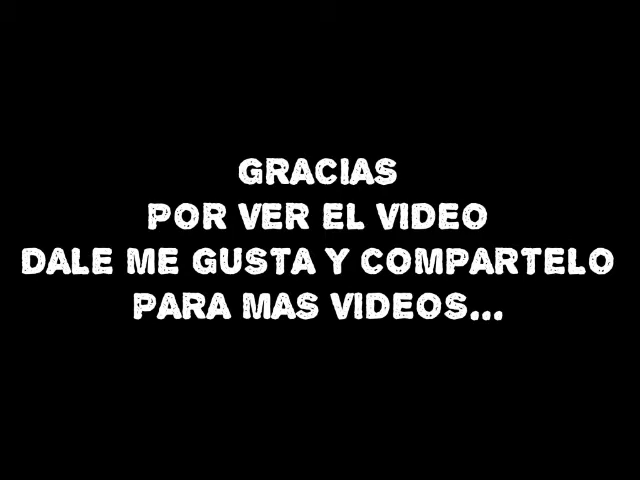 GRACIAS
POR VER EL VIDEO
DALE ME GUSTA Y COMPARTELO
PARA MAS VIDEOS...